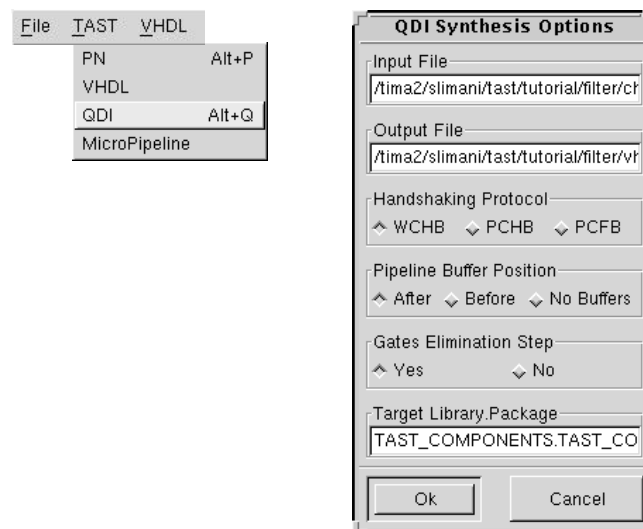 File TAST VHDL
PN Alt+P
VHDL
QDI Alt+Q
MicroPipeline
QDI Synthesis Options
Input File
/tima2/slimani/tast/tutorial/filter/ch
Output File
/tima2/slimani/tast/tutorial/filter/vh
Handshaking Protocol
WCHB PCHB PCFB
Pipeline Buffer Position
After Before No Buffers
Gates Elimination Step
Yes No
Target Library.Package
TAST_COMPONENTS.TAST_CO
Ok Cancel